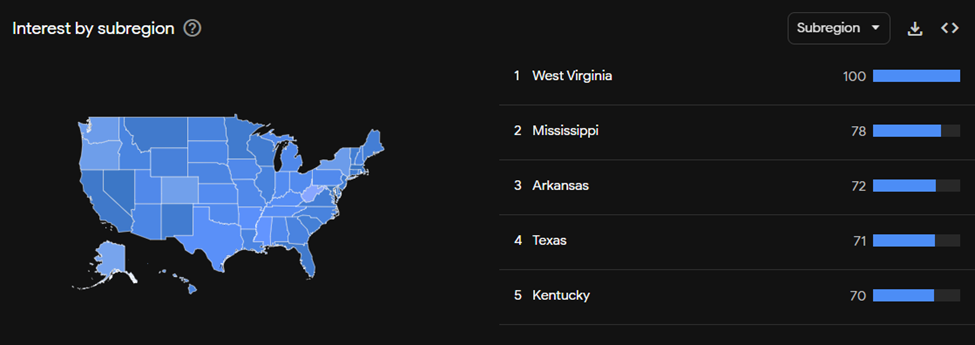 Interest by subregion
Subregion
1 West Virginia 100
2 Mississippi 78
3 Arkansas 72
4 Texas 71
5 Kentucky 70